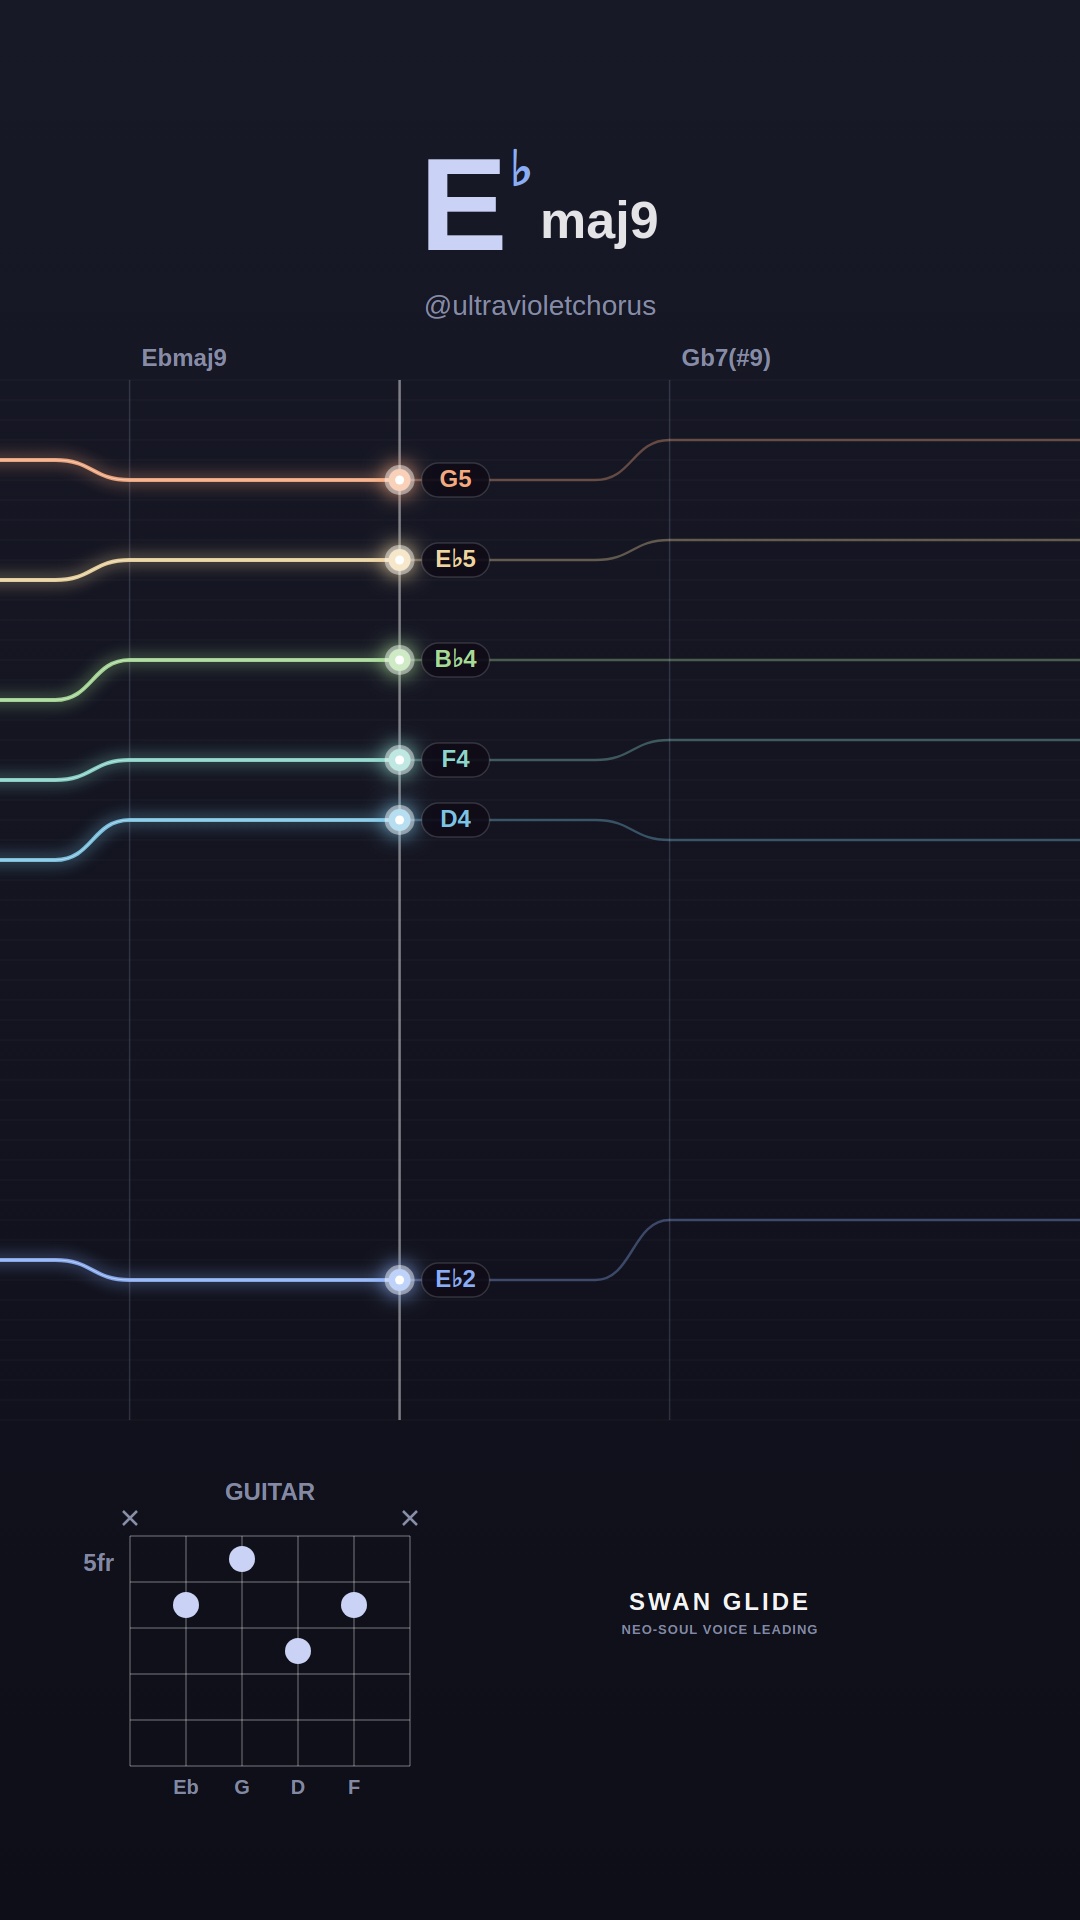 E♭maj9
@ultravioletchorus
Ebmaj9
Gb7(#9)
G5
E♭5
B♭4
F4
D4
E♭2
GUITAR
× ×
5fr
Eb G D F
SWAN GLIDE
NEO-SOUL VOICE LEADING